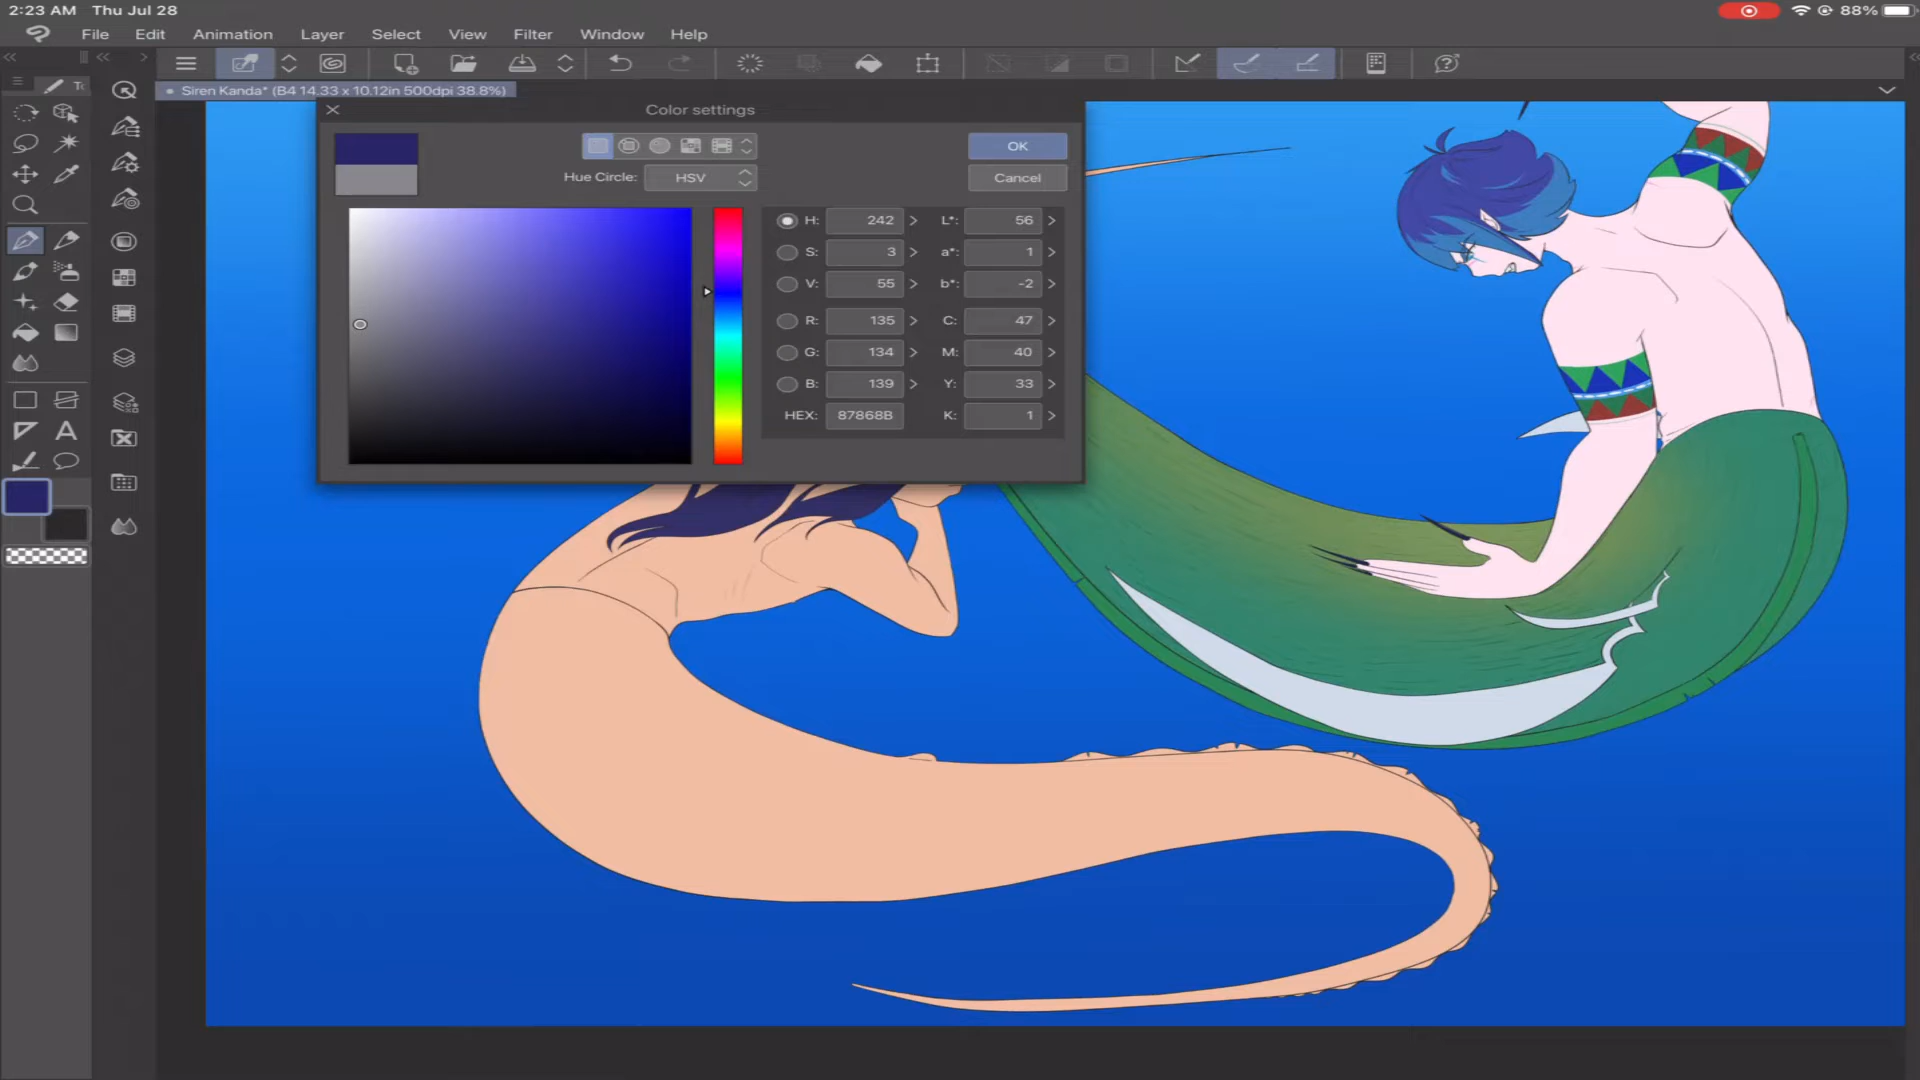 2:23 AM Thu Jul 28
88%
File Edit Animation Layer Select View Filter Window Help
Siren Kanda* (B4 14.33 x 10.12in 500dpi 38.8%)
Color settings
OK
Hue Circle: HSV
Cancel
H: 242 L*: 56
S: 3 a*: 1
V: 55 b*: -2
R: 135 C: 47
G: 134 M: 40
B: 139 Y: 33
HEX: 87868B K: 1